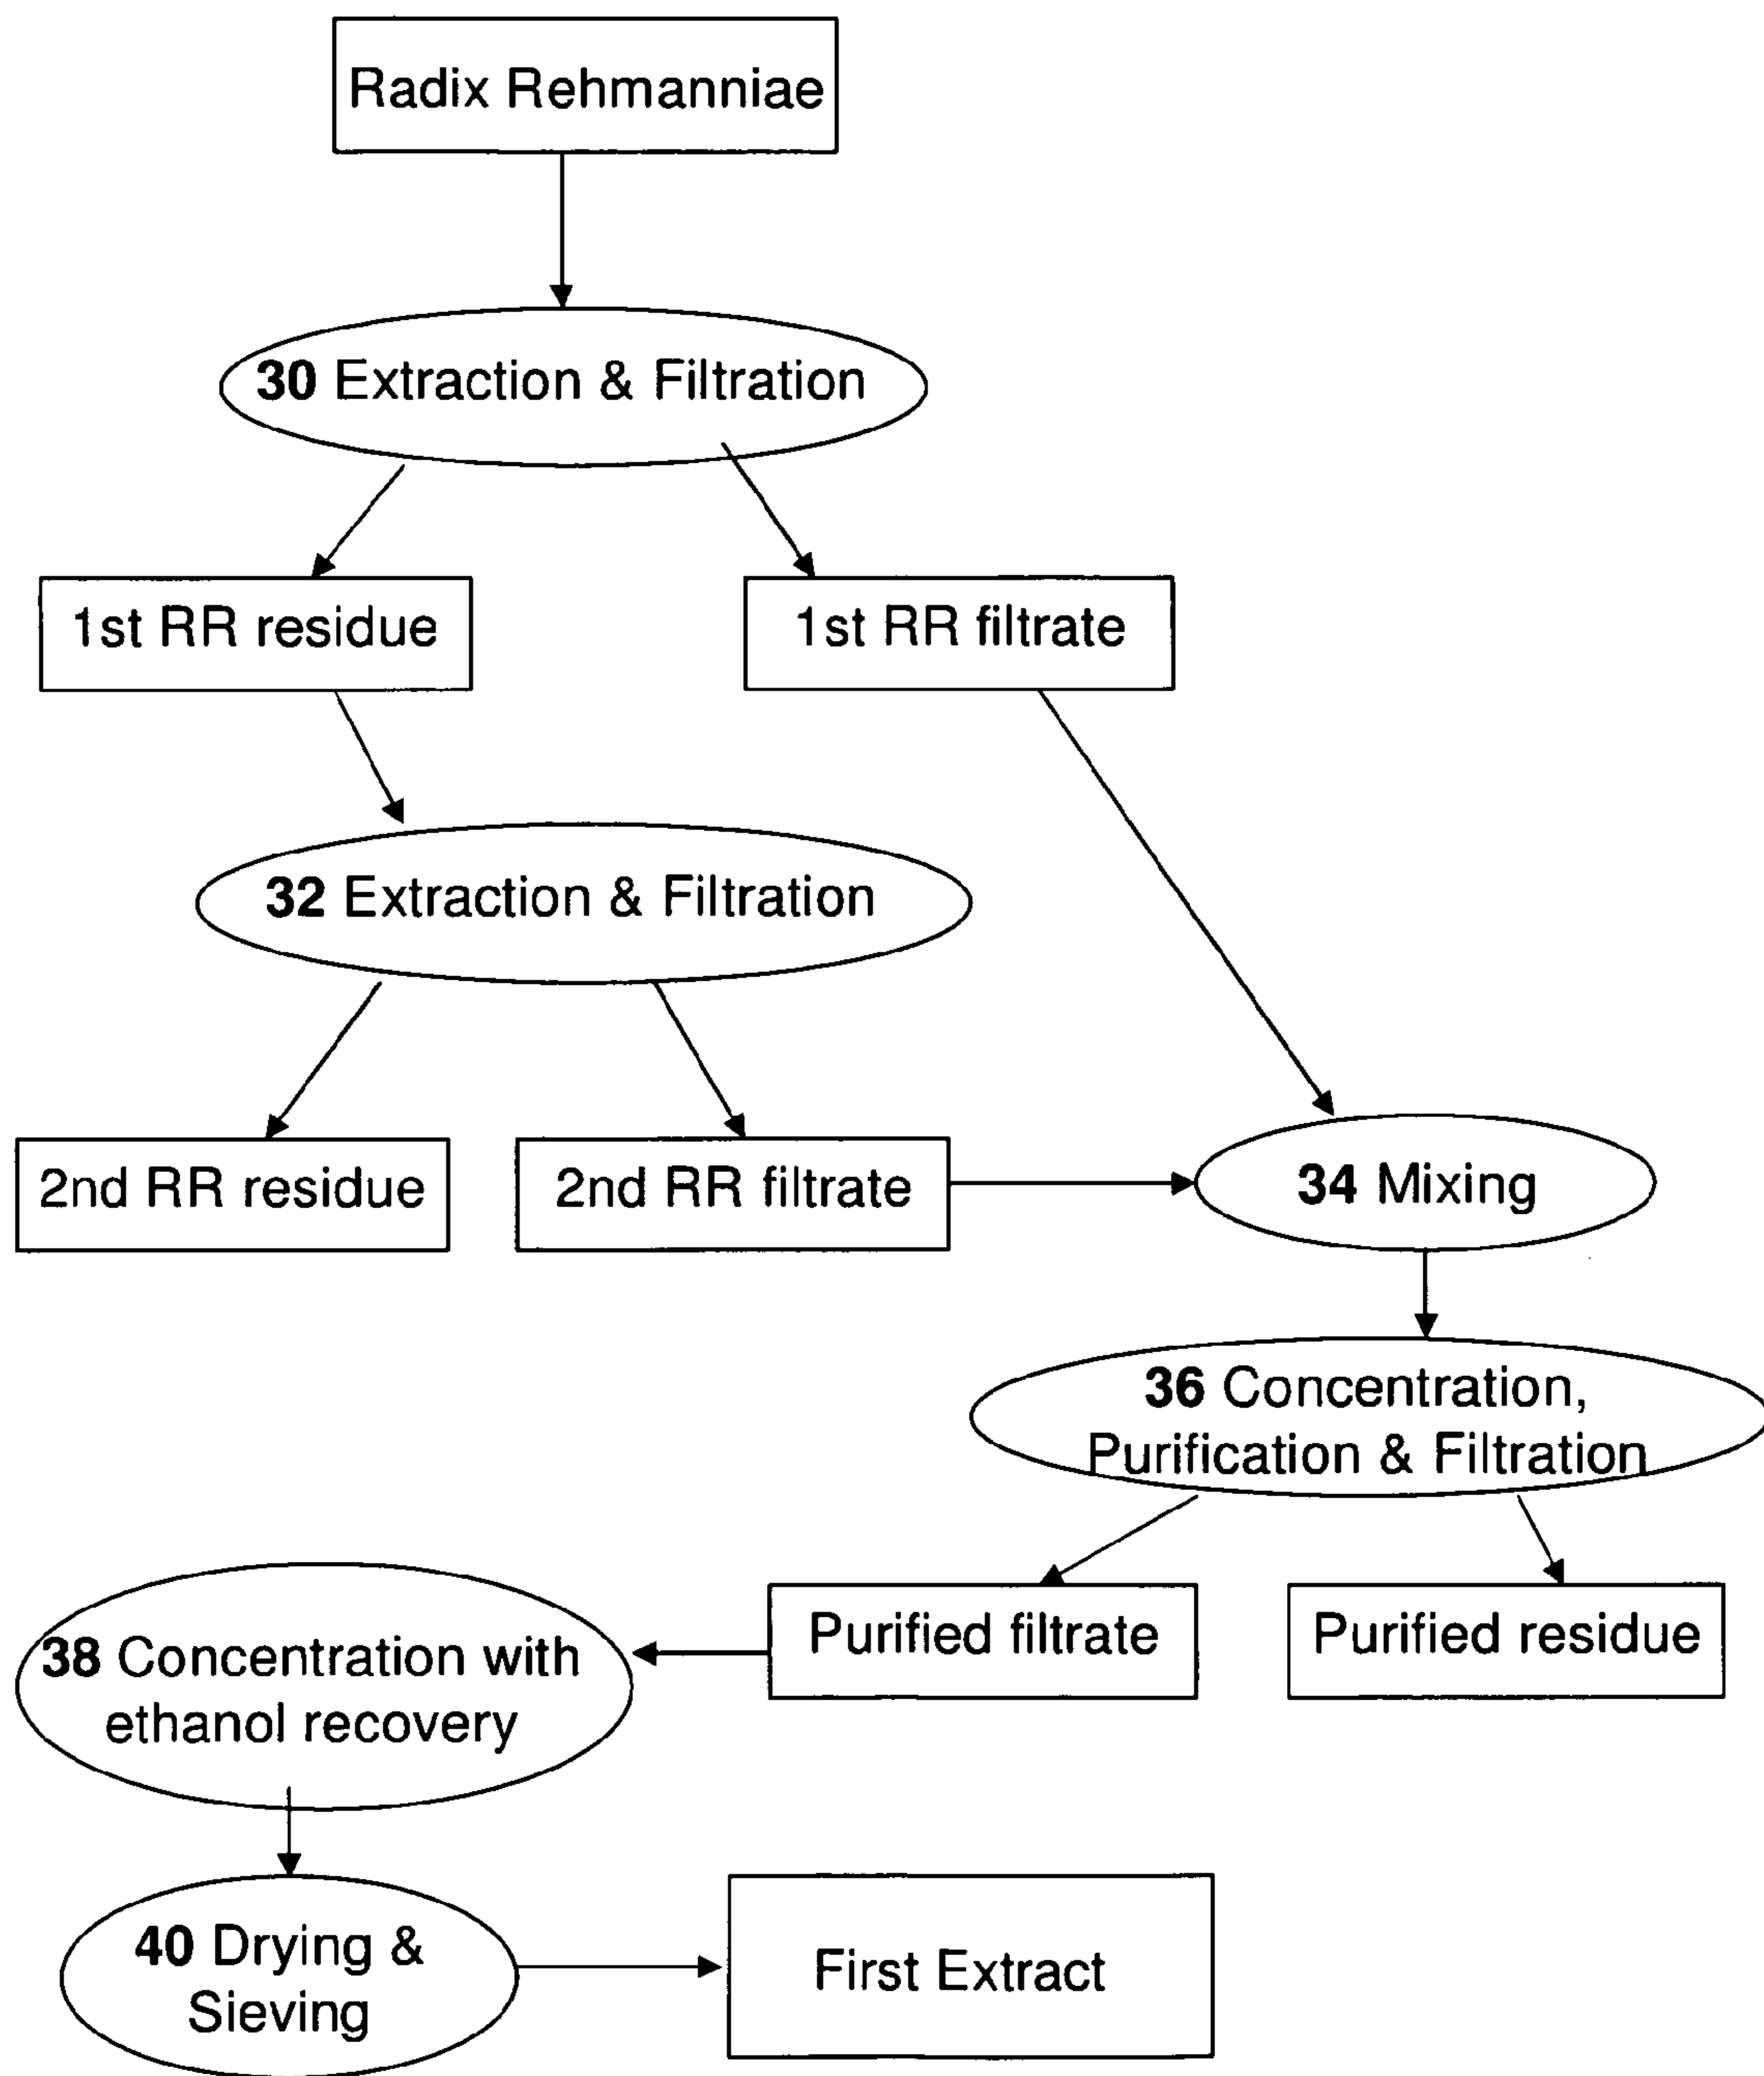 Radix Rehmanniae
30 Extraction & Filtration
1st RR residue
1st RR filtrate
32 Extraction & Filtration
2nd RR residue
2nd RR filtrate
34 Mixing
36 Concentration,
Purification & Filtration
Purified filtrate
Purified residue
38 Concentration with
ethanol recovery
40 Drying &
Sieving
First Extract